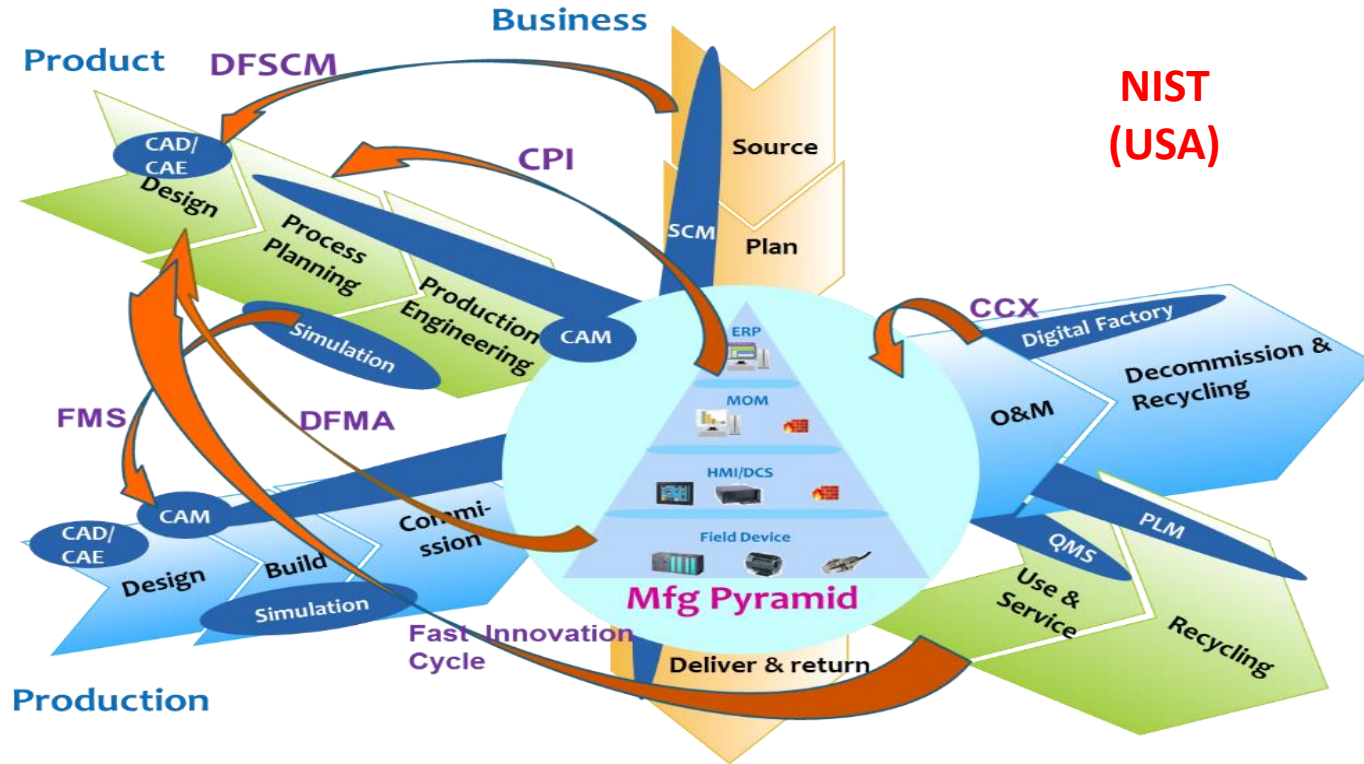 Business
Product
DFSCM
NIST
(USA)
CAD/
CAE
Design
CPI
Source
SCM
Plan
Process
Planning
Production
Engineering
Simulation
CAM
ERP
CCX
Digital Factory
Decommission &
Recycling
O&M
MOM
FMS
DFMA
HMI/DCS
CAM
CAD/
CAE
Design
Build
Commi-
ssion
Simulation
Field Device
Mfg Pyramid
PLM
QMS
Use &
Service
Recycling
Fast Innovation
Cycle
Deliver & return
Production